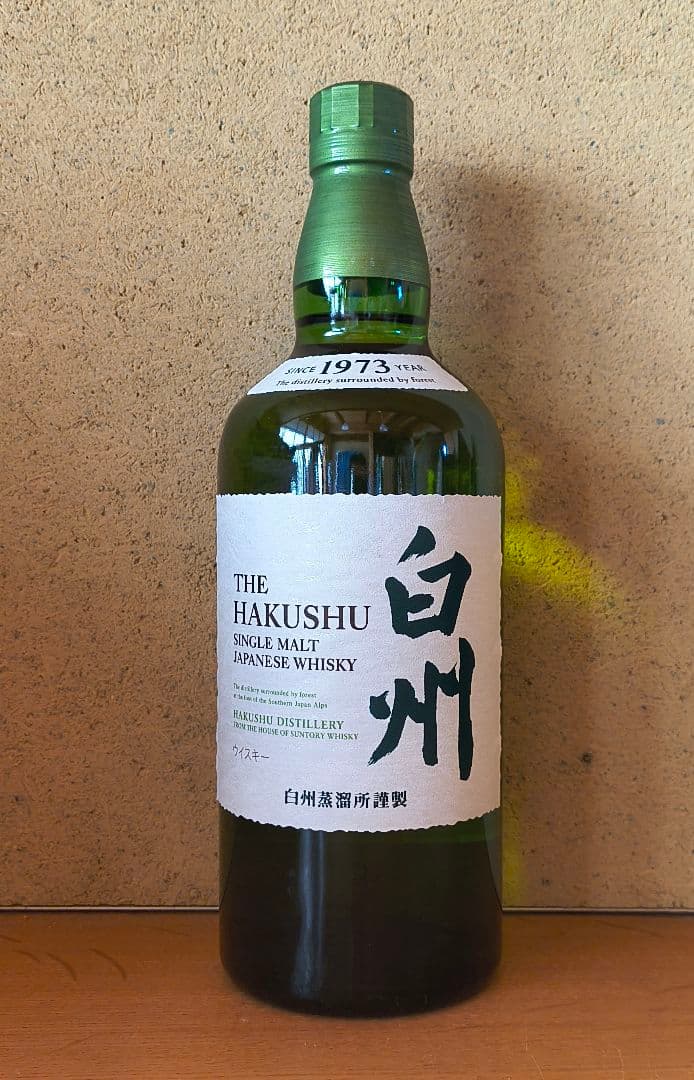 SINCE 1973 YEAR
The distillery surrounded by forest
THE
HAKUSHU
SINGLE MALT
JAPANESE WHISKY
The distillery surrounded by forest
at the foot of the Southern Japan Alps
HAKUSHU DISTILLERY
FROM THE HOUSE OF SUNTORY WHISKY
ウイスキー
白州
白州蒸溜所謹製